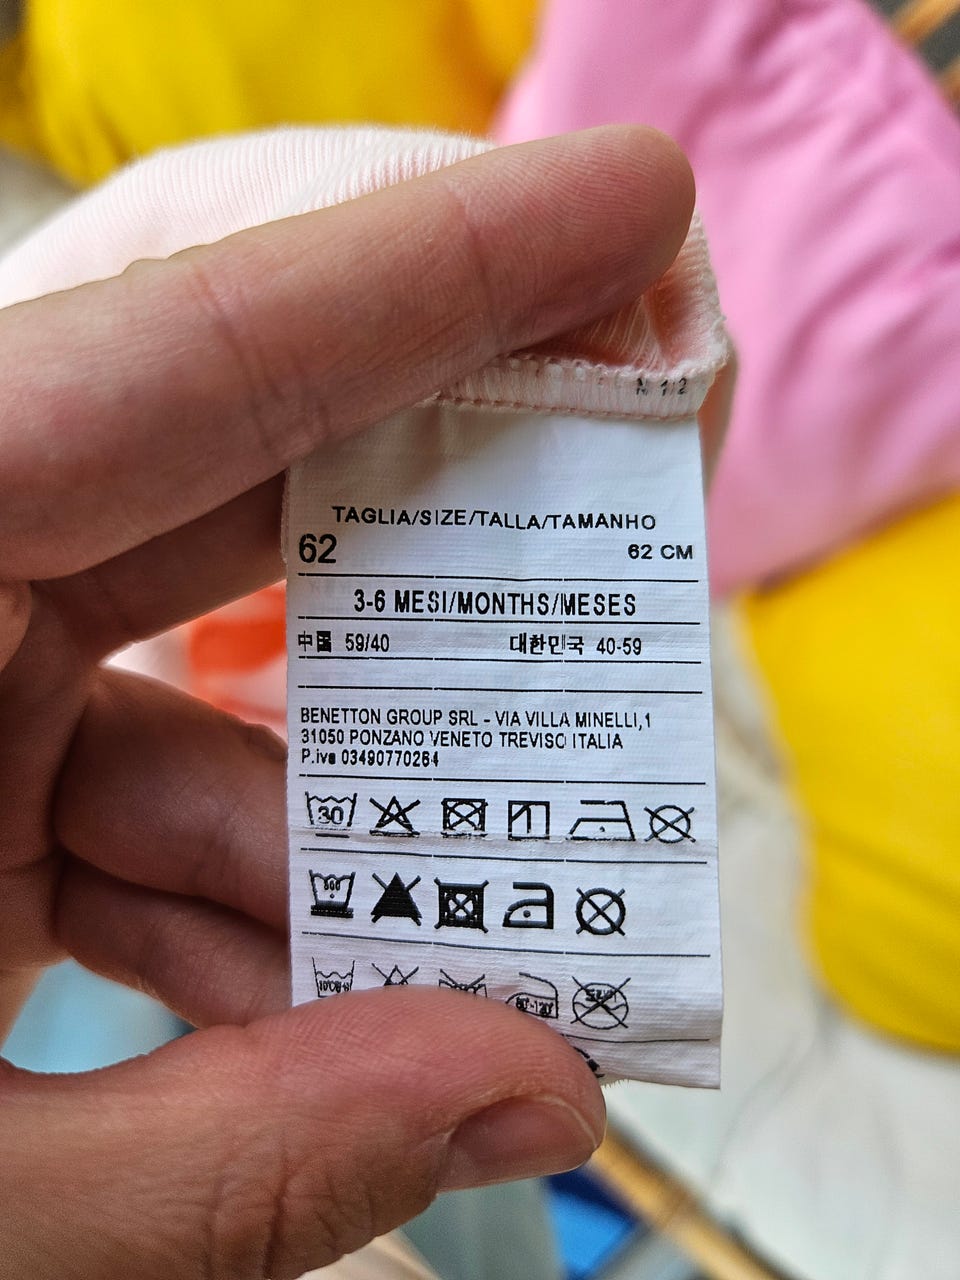 N 1/2
TAGLIA/SIZE/TALLA/TAMANHO
62 62 CM
3-6 MESI/MONTHS/MESES
中国 59/40 대한민국 40-59
BENETTON GROUP SRL - VIA VILLA MINELLI,1
31050 PONZANO VENETO TREVISO ITALIA
P.iva 03490770264
30